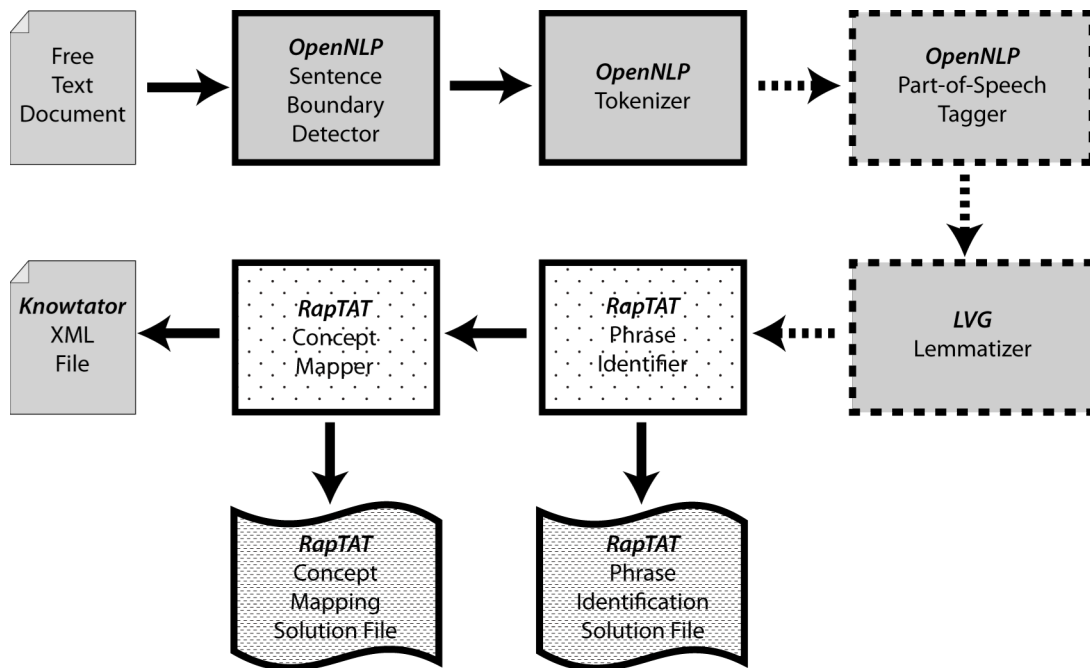 Free
Text
Document
OpenNLP
Sentence
Boundary
Detector
OpenNLP
Tokenizer
OpenNLP
Part-of-Speech
Tagger
Knowtator
XML
File
RapTAT
Concept
Mapper
RapTAT
Phrase
Identifier
LVG
Lemmatizer
RapTAT
Concept
Mapping
Solution File
RapTAT
Phrase
Identification
Solution File